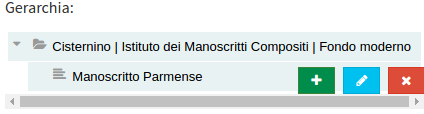 Gerarchia:
Cisternino | Istituto dei Manoscritti Compositi | Fondo moderno
Manoscritto Parmense